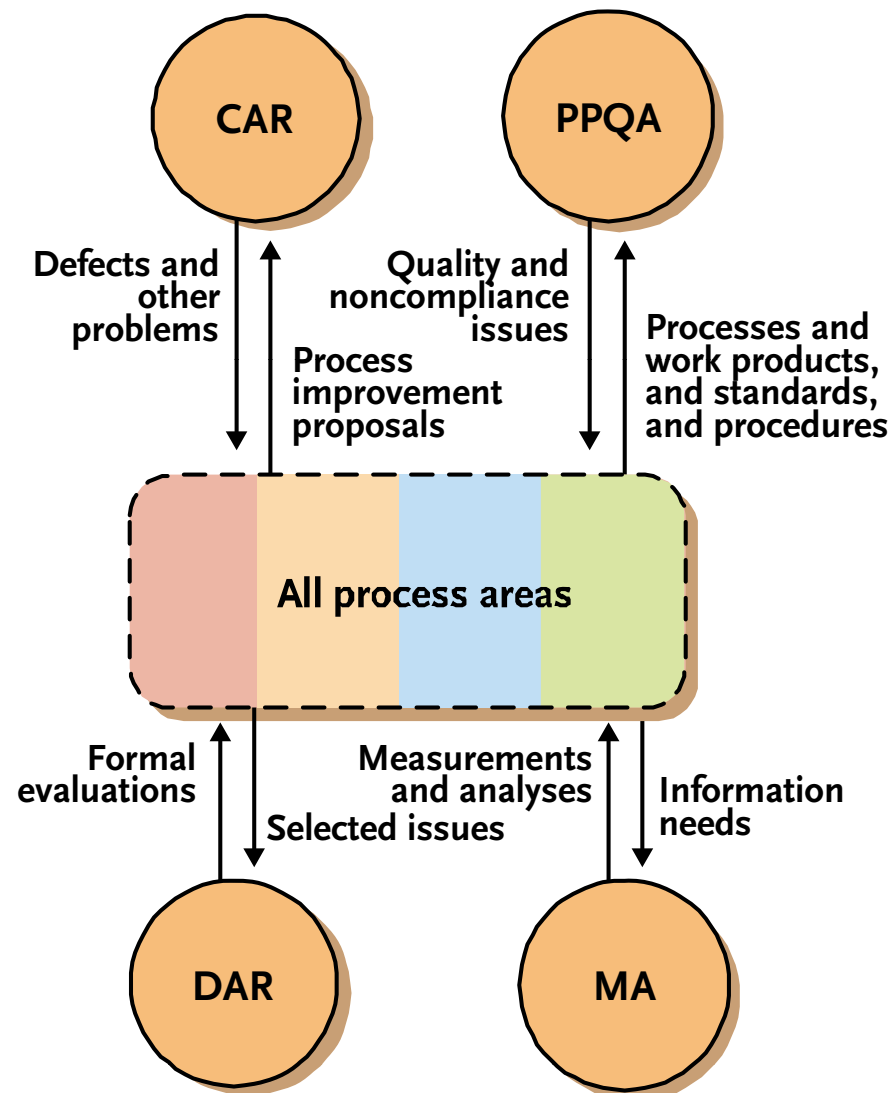 CAR
PPQA
Defects and
other
problems
Process
improvement
proposals
Quality and
noncompliance
issues
Processes and
work products,
and standards,
and procedures
All process areas
Formal
evaluations
Selected issues
Measurements
and analyses
Information
needs
DAR
MA